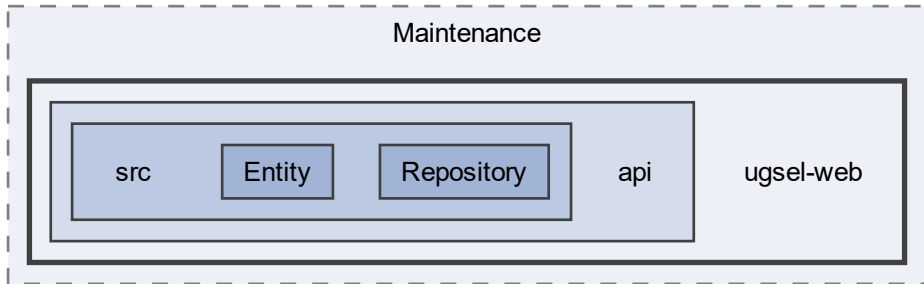 Maintenance
src
Entity
Repository
api
ugsel-web